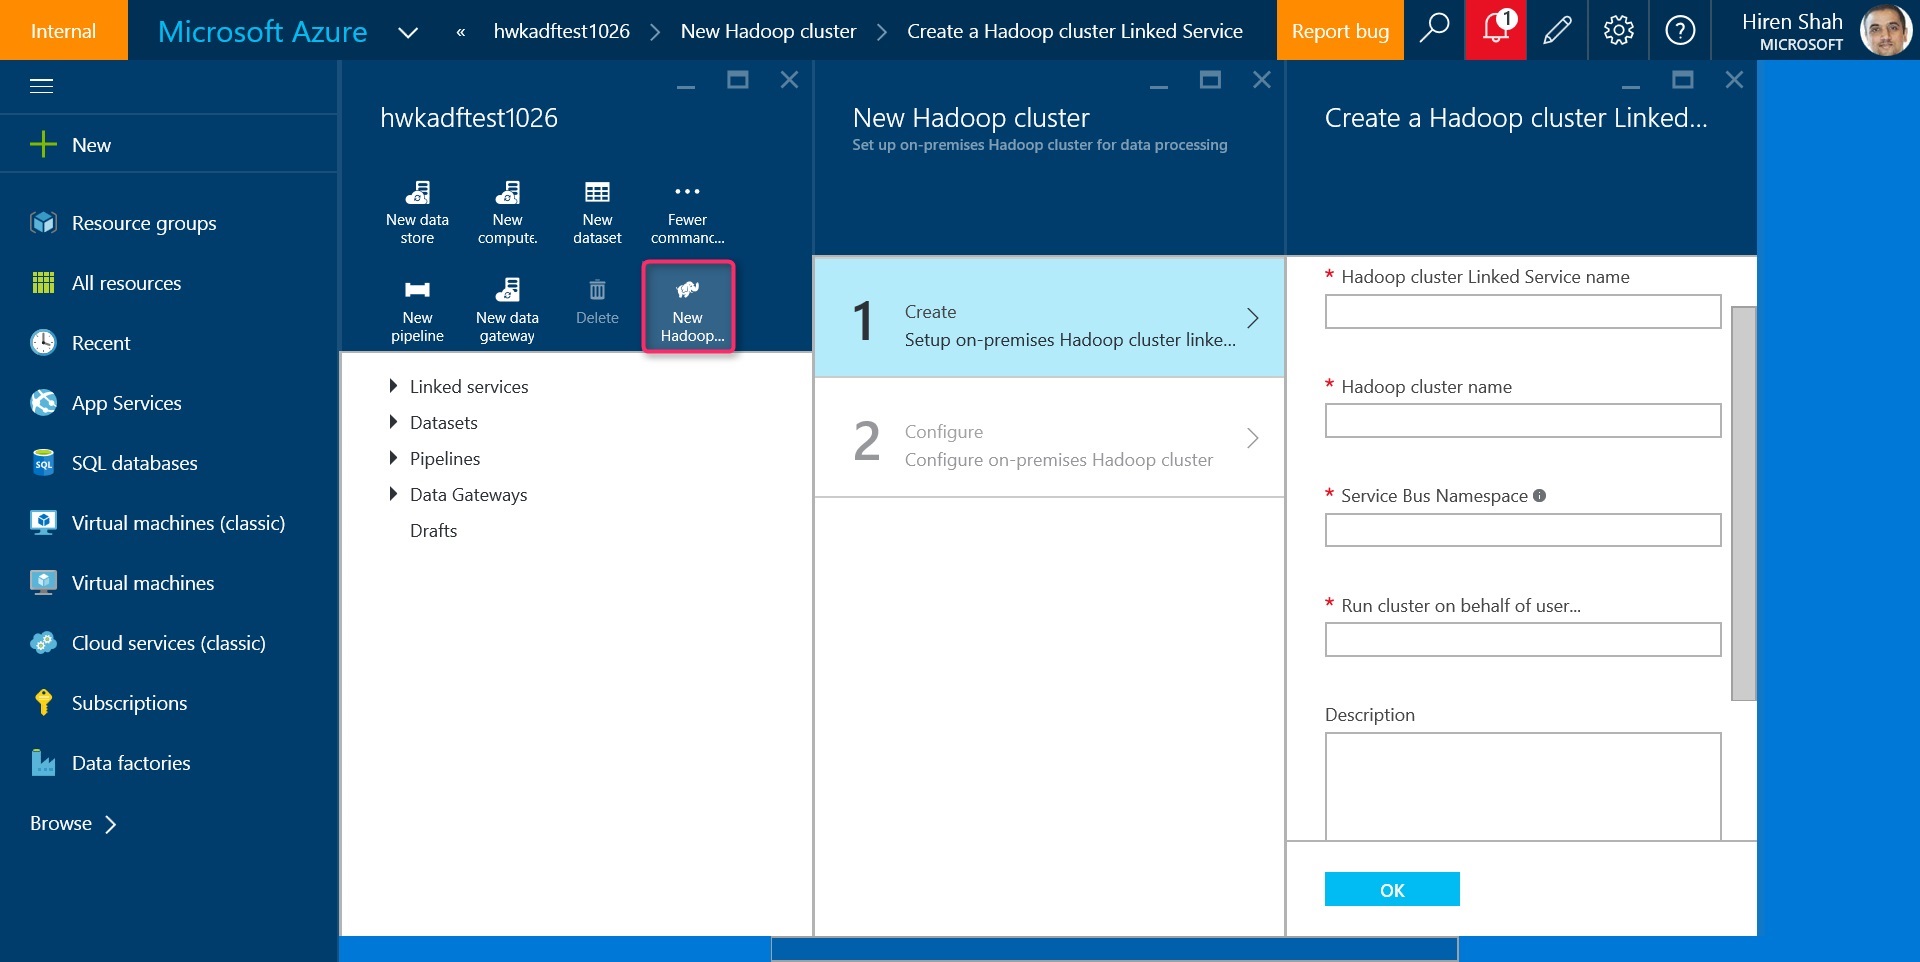 Internal
Microsoft Azure
«
hwkadftest1026
New Hadoop cluster
Create a Hadoop cluster Linked Service
Report bug
1
Hiren Shah
MICROSOFT
New
Resource groups
All resources
Recent
App Services
SQL
SQL databases
Virtual machines (classic)
Virtual machines
Cloud services (classic)
Subscriptions
Data factories
Browse
hwkadftest1026
New data
store
New
compute.
New
dataset
Fewer
commanc...
New
pipeline
New data
gateway
Delete
New
Hadoop...
Linked services
Datasets
Pipelines
Data Gateways
Drafts
New Hadoop cluster
Set up on-premises Hadoop cluster for data processing
1
Create
Setup on-premises Hadoop cluster linke...
2
Configure
Configure on-premises Hadoop cluster
Create a Hadoop cluster Linked...
* Hadoop cluster Linked Service name
* Hadoop cluster name
* Service Bus Namespace
* Run cluster on behalf of user...
Description
OK